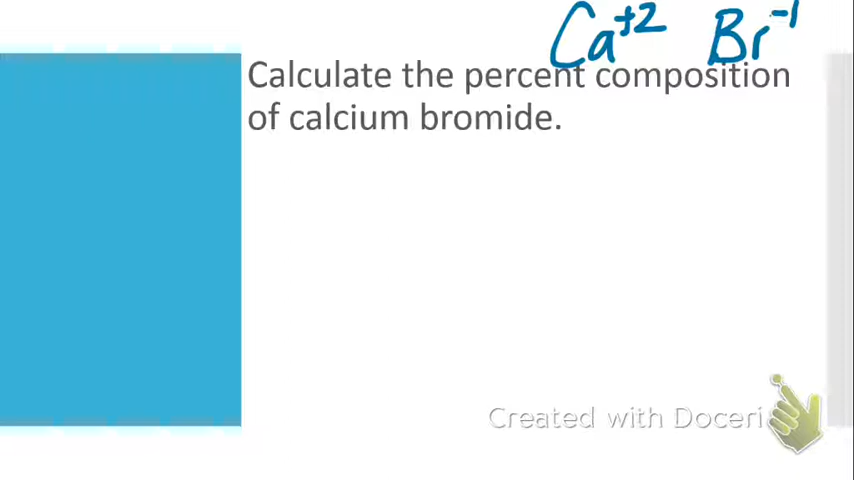 Ca+2 Br-1
Calculate the percent composition
of calcium bromide.
Created with Doceri